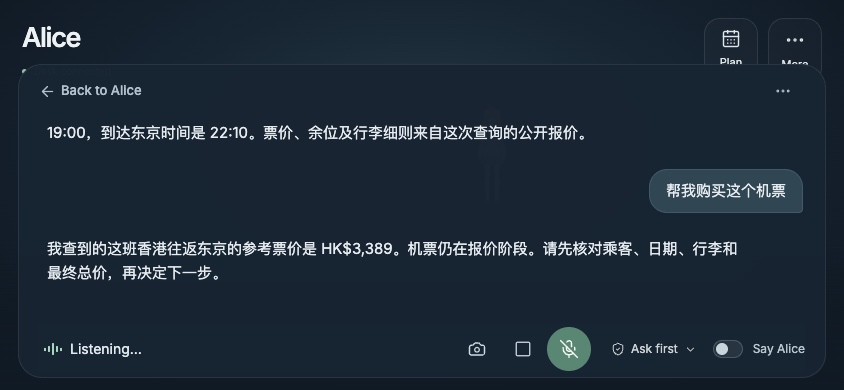 Alice
Plan
More
Back to Alice
19:00，到达东京时间是 22:10。票价、余位及行李细则来自这次查询的公开报价。
帮我购买这个机票
我查到的这班香港往返东京的参考票价是 HK$3,389。机票仍在报价阶段。请先核对乘客、日期、行李和
最终总价，再决定下一步。
Listening...
Ask first
Say Alice